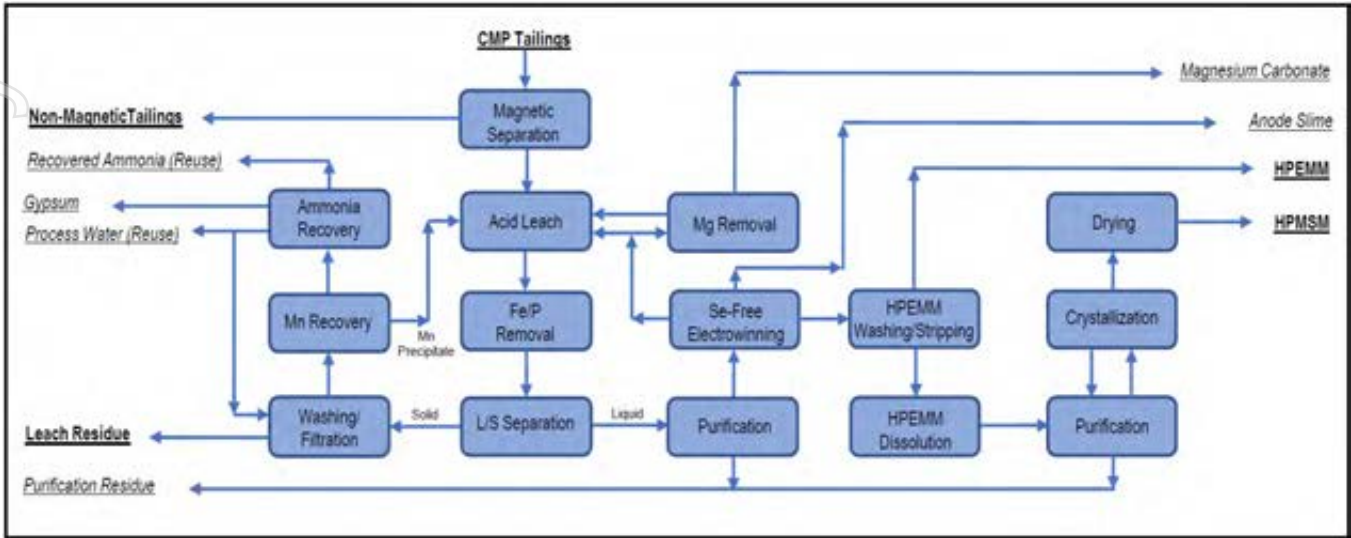 CMP Tailings
Magnesium Carbonate
Non-MagneticTailings
Magnetic
Separation
Anode Slime
Recovered Ammonia (Reuse)
HPEMM
Gypsum
Ammonia
Recovery
Acid Leach
Mg Removal
Drying
HPMSM
Process Water (Reuse)
Mn Recovery
Mn
Precipitate
Fe/P
Removal
Se-Free
Electrowinning
HPEMM
Washing/Stripping
Crystallization
Leach Residue
Washing/
Filtration
Solid
L/S Separation
Liquid
Purification
HPEMM
Dissolution
Purification
Purification Residue